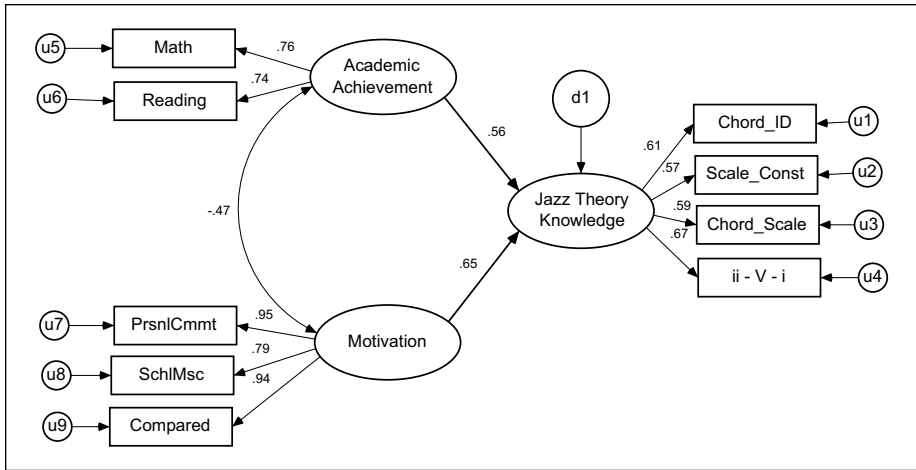 u5
Math
.76
u6
Reading
.74
Academic
Achievement
d1
.56
-.47
Jazz Theory
Knowledge
.61
Chord_ID
u1
.57
Scale_Const
u2
.59
Chord_Scale
u3
.67
ii - V - i
u4
.65
u7
PrsnlCmmt
.95
u8
SchlMsc
.79
u9
Compared
.94
Motivation